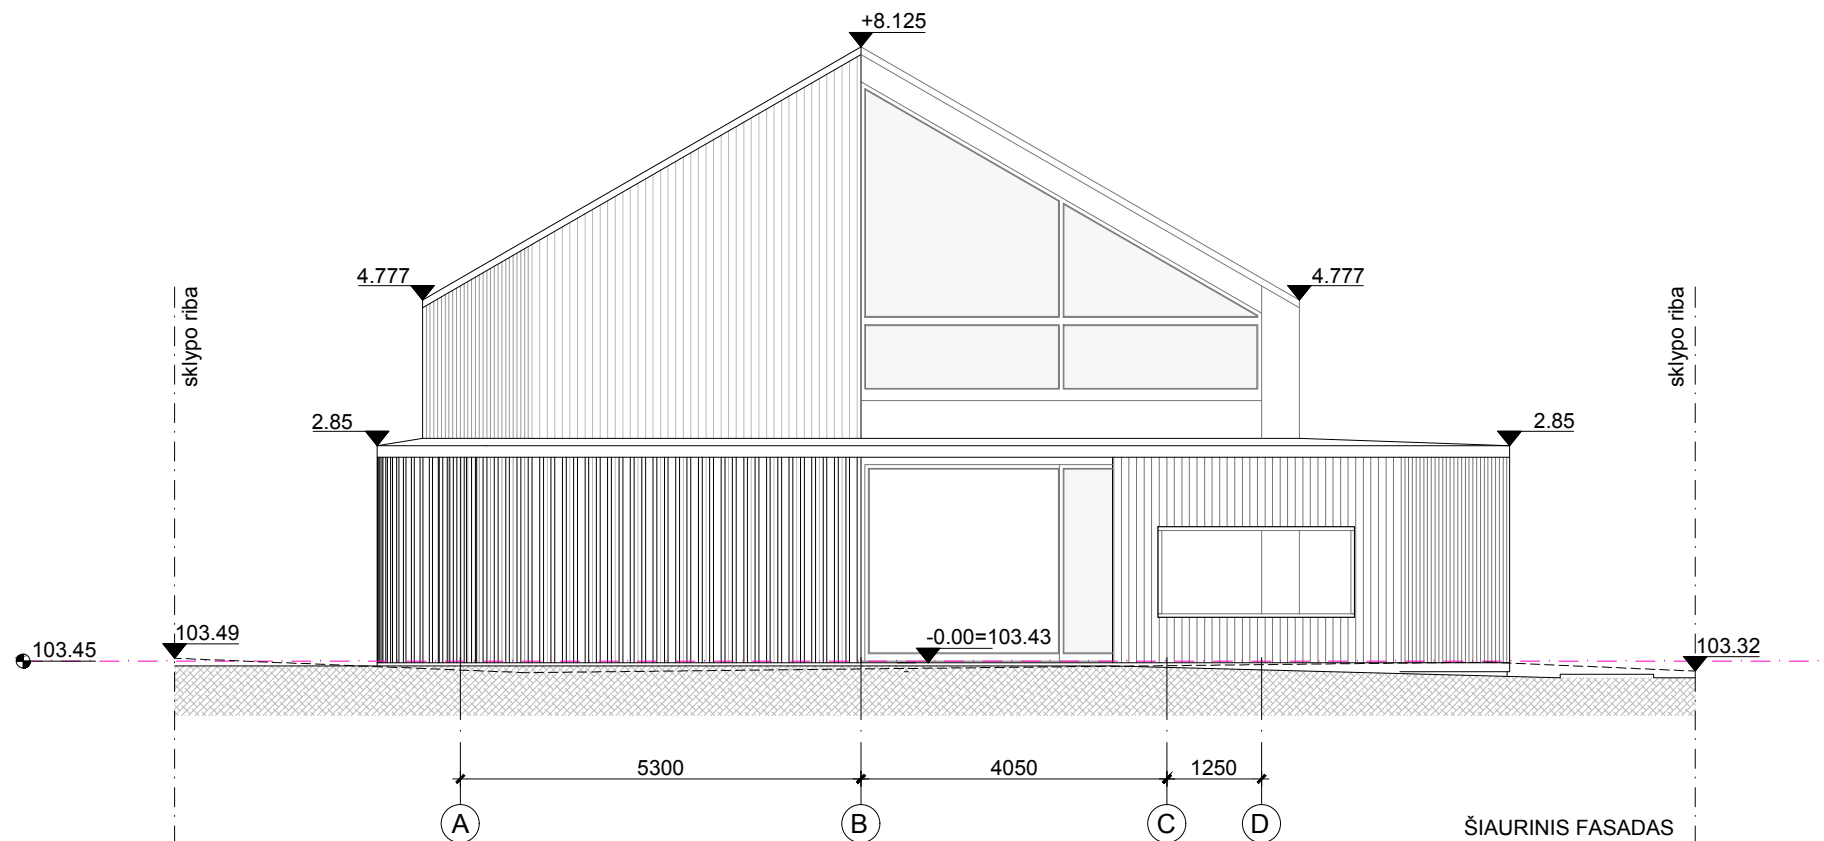 +8.125
4.777
4.777
sklypo riba
sklypo riba
2.85
2.85
103.45
103.49
-0.00=103.43
103.32
5300
4050
1250
A
B
C
D
ŠIAURINIS FASADAS